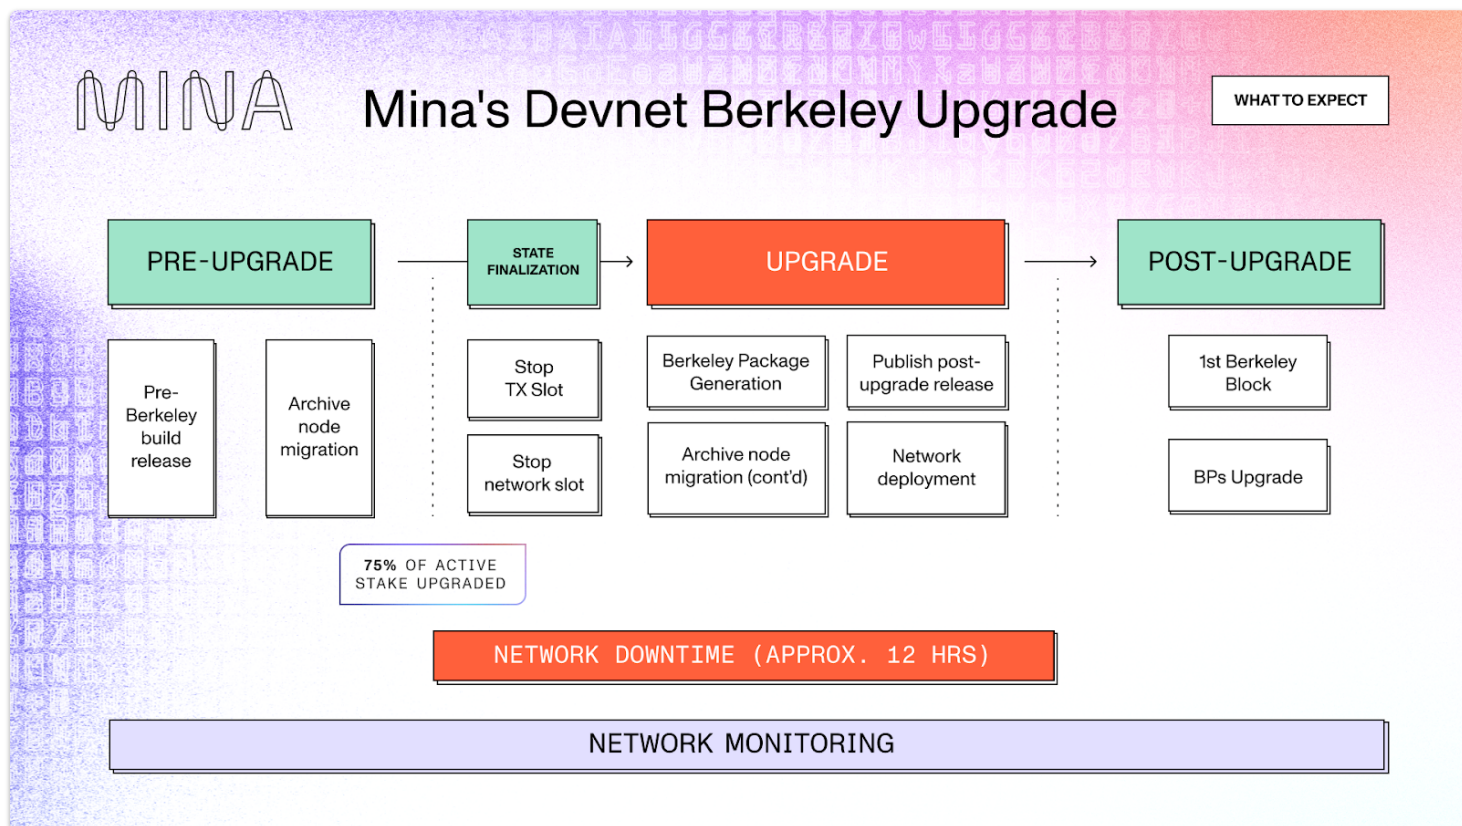 MINA
Mina's Devnet Berkeley Upgrade
WHAT TO EXPECT
PRE-UPGRADE
STATE
FINALIZATION
UPGRADE
POST-UPGRADE
Pre-
Berkeley
build
release
Archive
node
migration
Stop
TX Slot
Stop
network slot
Berkeley Package
Generation
Publish post-
upgrade release
Archive node
migration (cont'd)
Network
deployment
1st Berkeley
Block
BPs Upgrade
75% OF ACTIVE
STAKE UPGRADED
NETWORK DOWNTIME (APPROX. 12 HRS)
NETWORK MONITORING